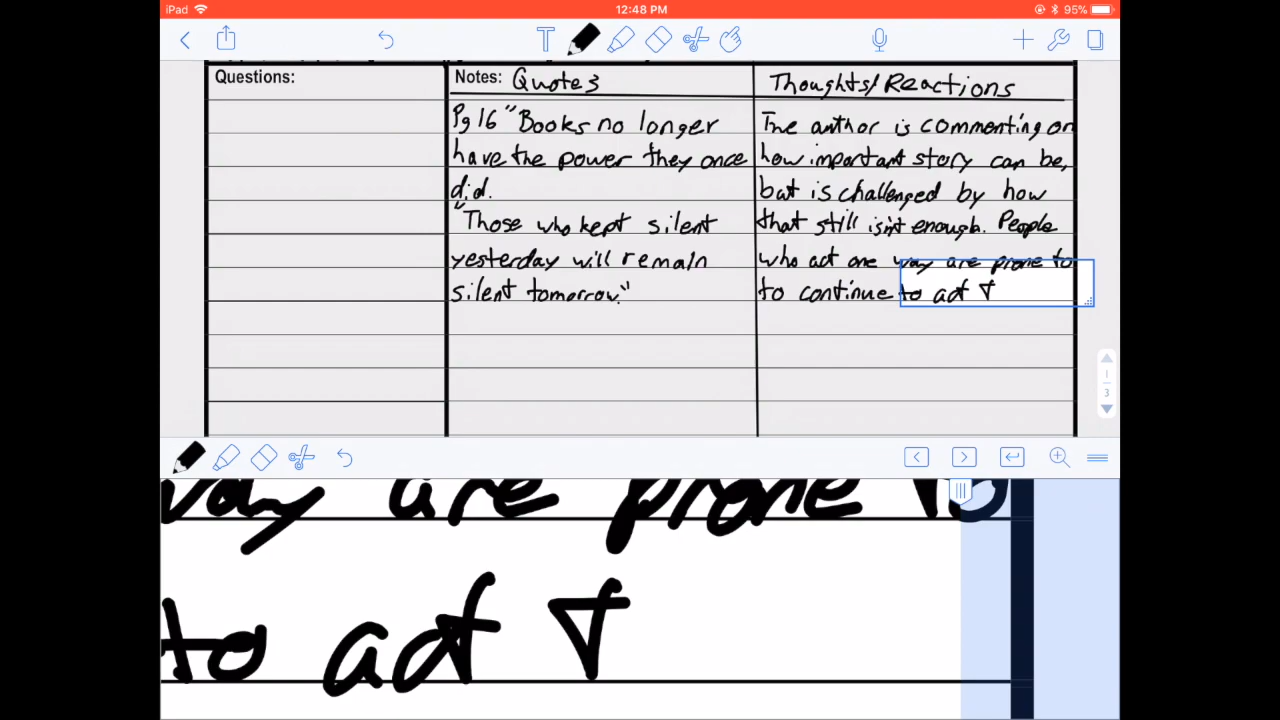 iPad 12:48 PM 95%
Questions:
Notes: Quotes
Thoughts/Reactions
Pg 16 "Books no longer
have the power they once
did.
"Those who kept silent
yesterday will remain
silent tomorrow."
The author is commenting on
how important story can be,
but is challenged by how
that still isn't enough. People
who act one way are prone to
to continue to act T
1
3
way are prone to
to act T